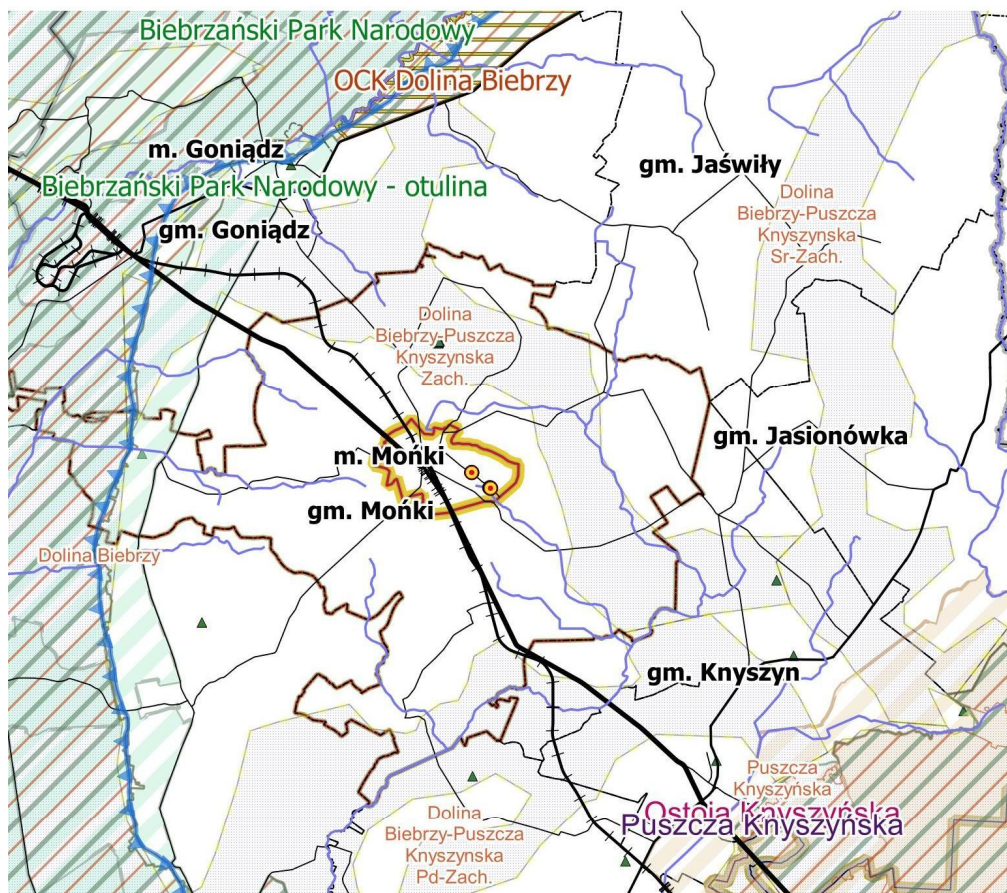 Biebrzański Park Narodowy
OCK Dolina Biebrzy
m. Goniądz
gm. Jaświły
Biebrzański Park Narodowy - otulina
Dolina
Biebrzy-Puszcza
Knyszynska
Sr-Zach.
gm. Goniądz
Dolina
Biebrzy-Puszcza
Knyszynska
Zach.
gm. Jasionówka
m. Mońki
gm. Mońki
Dolina Biebrzy
gm. Knyszyn
Puszcza
Knyszyńska
Ostoja Knyszyńska
Puszcza Knyszyńska
Dolina
Biebrzy-Puszcza
Knyszynska
Pd-Zach.